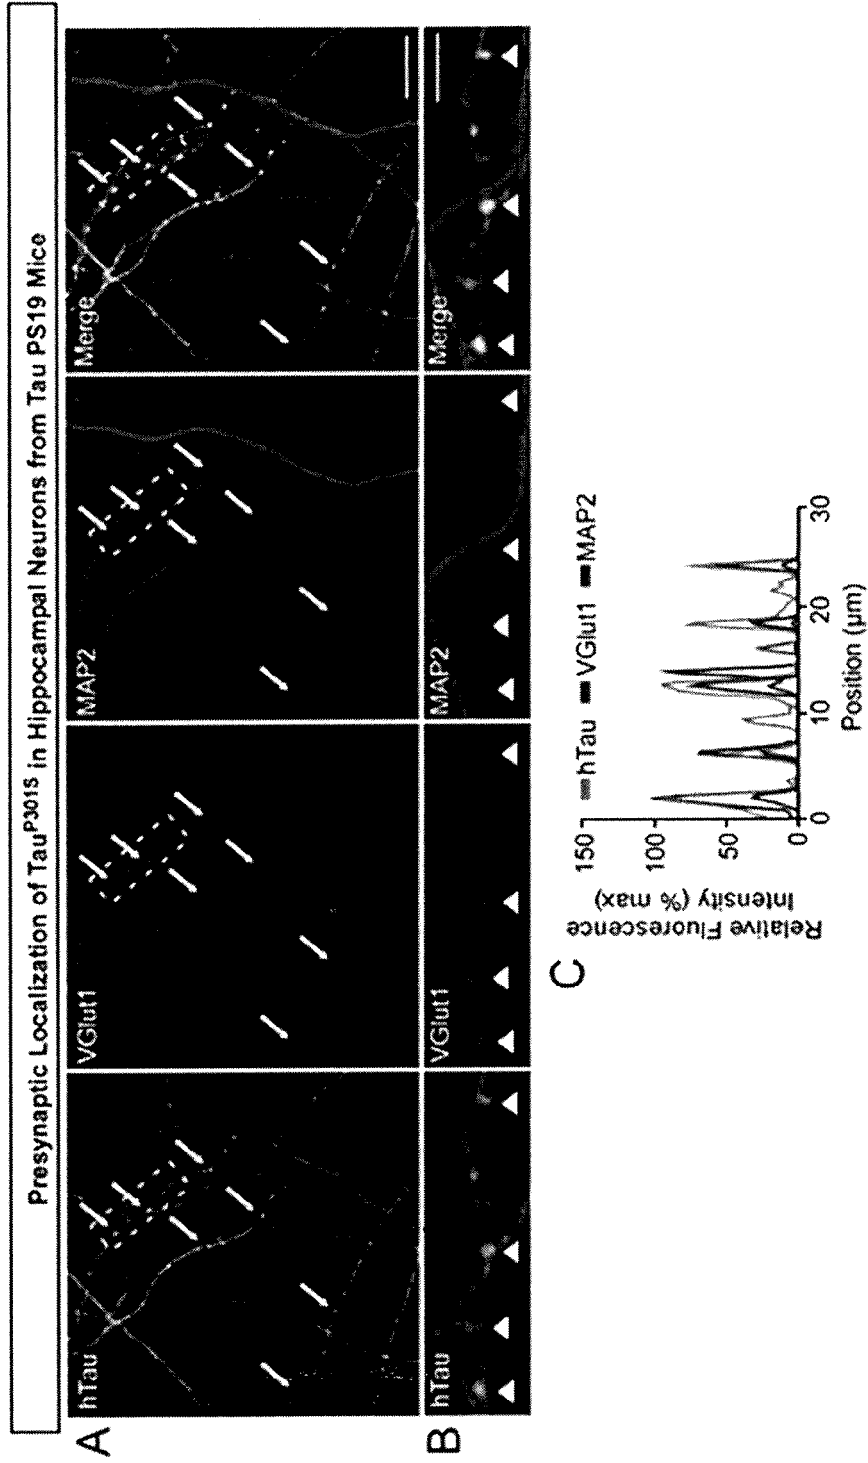 Presynaptic Localization of Tau^P301S in Hippocampal Neurons from Tau PS19 Mice
A
hTau
VGlut1
MAP2
Merge
B
hTau
VGlut1
MAP2
Merge
C
hTau VGlut1 MAP2
Relative Fluorescence
Intensity (% max)
150
100
50
0
0 10 20 30
Position (µm)